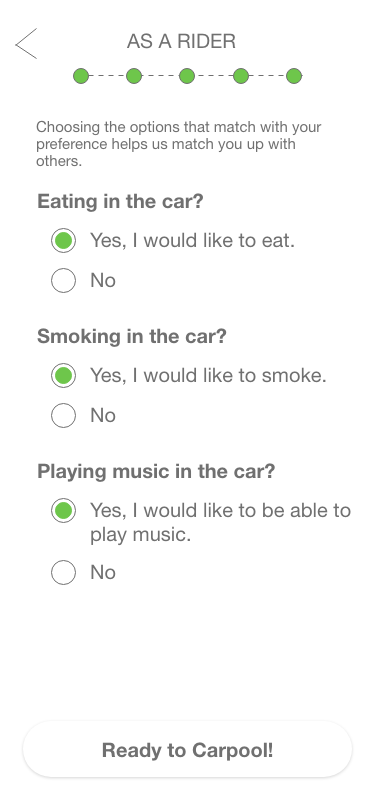 AS A RIDER
Choosing the options that match with your
preference helps us match you up with
others.
Eating in the car?
Yes, I would like to eat.
No
Smoking in the car?
Yes, I would like to smoke.
No
Playing music in the car?
Yes, I would like to be able to
play music.
No
Ready to Carpool!